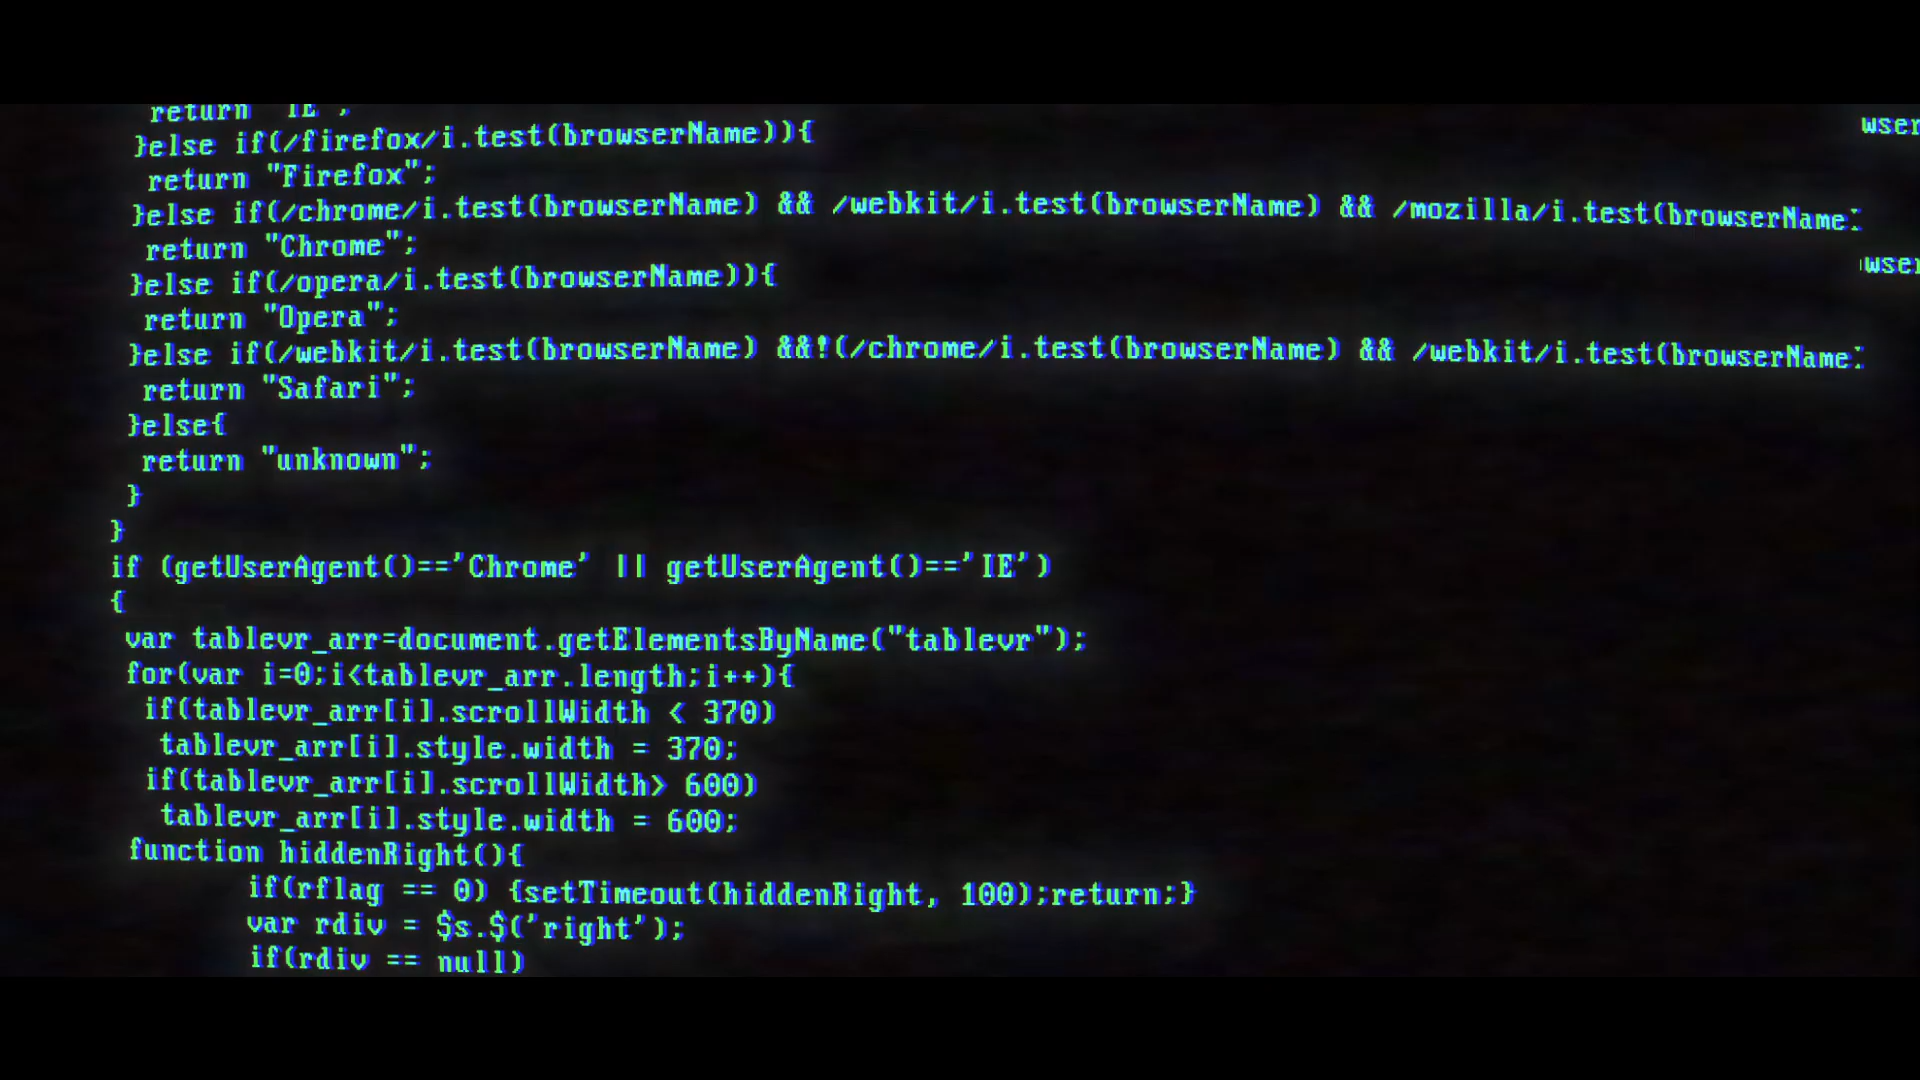 return "IE";
}else if(/firefox/i.test(browserName)){
return "Firefox";
}else if(/chrome/i.test(browserName) && /webkit/i.test(browserName) && /mozilla/i.test(browserName
return "Chrome";
}else if(/opera/i.test(browserName)){
return "Opera";
}else if(/webkit/i.test(browserName) &&!(/chrome/i.test(browserName) && /webkit/i.test(browserName
return "Safari";
}else{
return "unknown";
}
}
if (getUserAgent()=='Chrome' || getUserAgent()=='IE')
{
var tablevr_arr=document.getElementsByName("tablevr");
for(var i=0;i<tablevr_arr.length;i++){
if(tablevr_arr[i].scrollWidth < 370)
tablevr_arr[i].style.width = 370;
if(tablevr_arr[i].scrollWidth> 600)
tablevr_arr[i].style.width = 600;
function hiddenRight(){
if(rflag == 0) {setTimeout(hiddenRight, 100);return;}
var rdiv = $s.$('right');
if(rdiv == null)